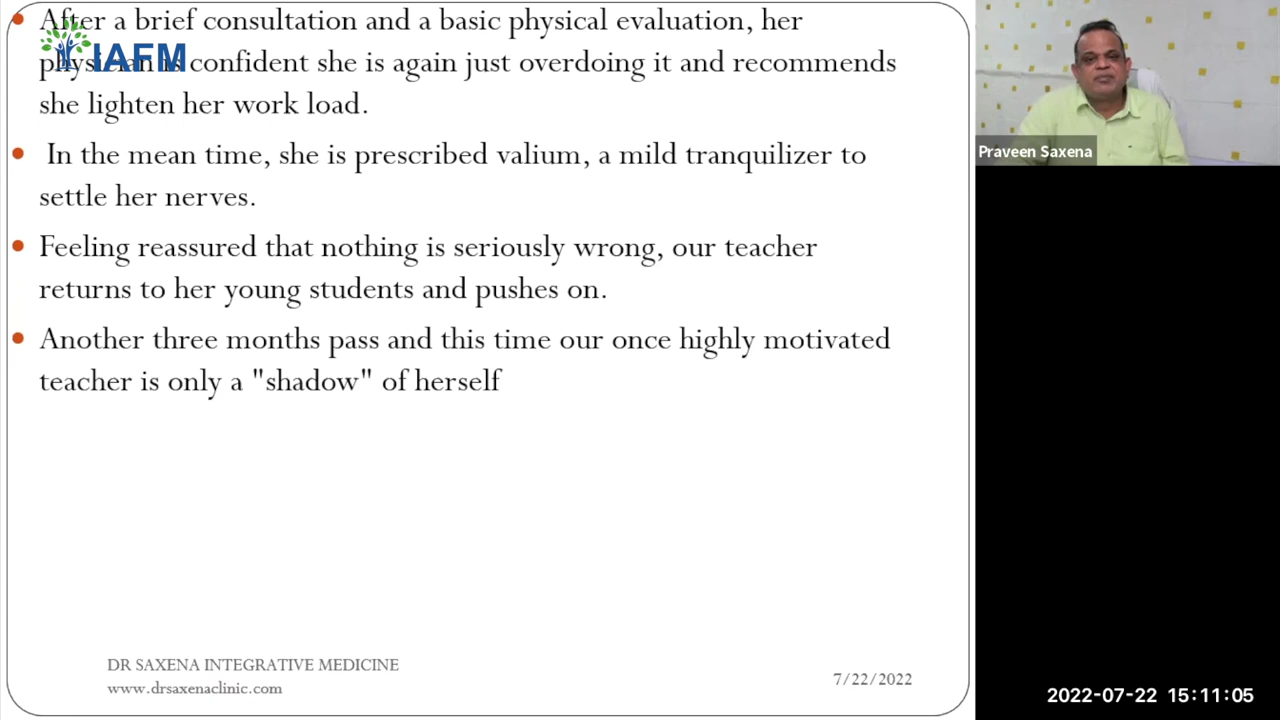 After a brief consultation and a basic physical evaluation, her
physician is confident she is again just overdoing it and recommends
she lighten her work load.
In the mean time, she is prescribed valium, a mild tranquilizer to
settle her nerves.
Feeling reassured that nothing is seriously wrong, our teacher
returns to her young students and pushes on.
Another three months pass and this time our once highly motivated
teacher is only a "shadow" of herself
IAFM
DR SAXENA INTEGRATIVE MEDICINE
www.drsaxenaclinic.com
7/22/2022
Praveen Saxena
2022-07-22 15:11:05